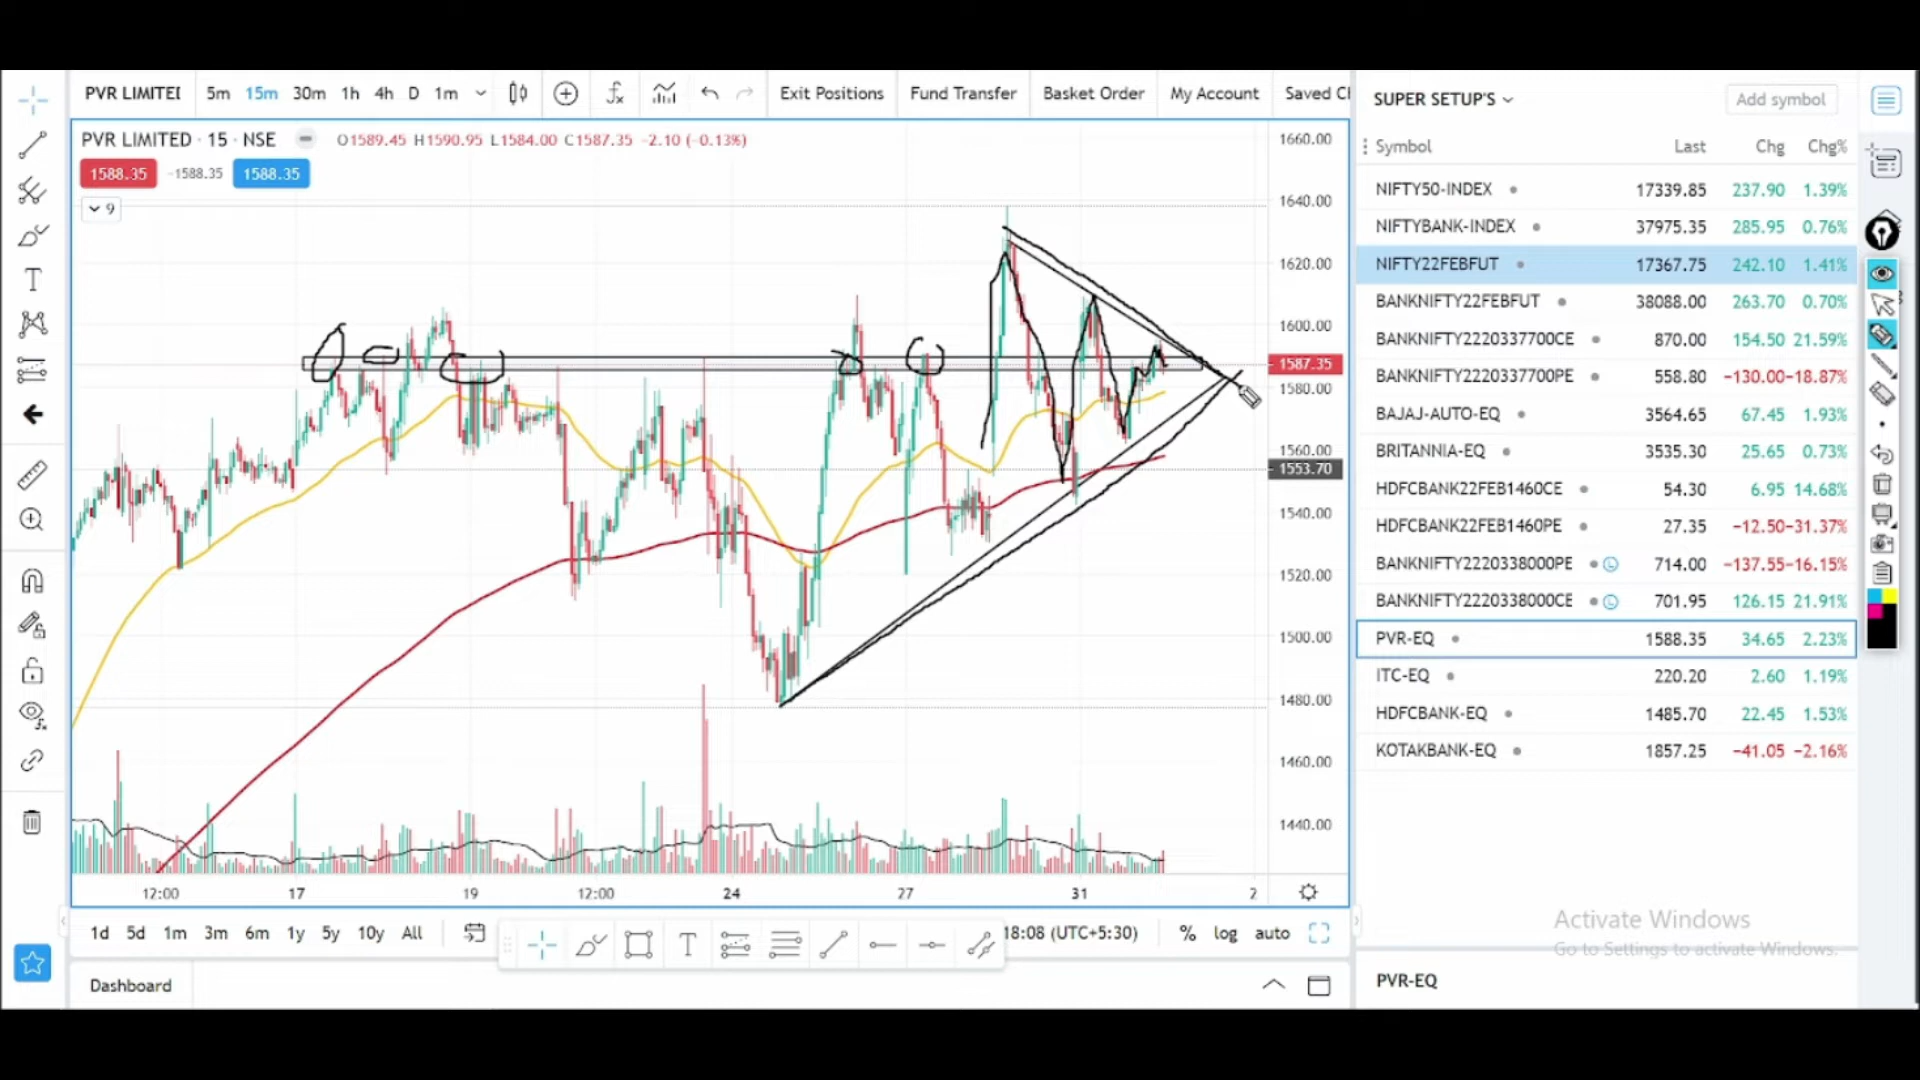 PVR LIMITEI 5m 15m 30m 1h 4h D 1m Exit Positions Fund Transfer Basket Order My Account Saved Cl
PVR LIMITED · 15 · NSE O1589.45 H1590.95 L1584.00 C1587.35 −2.10 (−0.13%)
1588.35 −1588.35 1588.35
9
1660.00
1640.00
1620.00
1600.00
1587.35
1580.00
1560.00
1553.70
1540.00
1520.00
1500.00
1480.00
1460.00
1440.00
12:00 17 19 12:00 24 27 31 2
1d 5d 1m 3m 6m 1y 5y 10y All 18:08 (UTC+5:30) % log auto
Dashboard
SUPER SETUP'S Add symbol
Symbol Last Chg Chg%
NIFTY50-INDEX 17339.85 237.90 1.39%
NIFTYBANK-INDEX 37975.35 285.95 0.76%
NIFTY22FEBFUT 17367.75 242.10 1.41%
BANKNIFTY22FEBFUT 38088.00 263.70 0.70%
BANKNIFTY2220337700CE 870.00 154.50 21.59%
BANKNIFTY2220337700PE 558.80 −130.00 −18.87%
BAJAJ-AUTO-EQ 3564.65 67.45 1.93%
BRITANNIA-EQ 3535.30 25.65 0.73%
HDFCBANK22FEB1460CE 54.30 6.95 14.68%
HDFCBANK22FEB1460PE 27.35 −12.50 −31.37%
BANKNIFTY2220338000PE 714.00 −137.55 −16.15%
BANKNIFTY2220338000CE 701.95 126.15 21.91%
PVR-EQ 1588.35 34.65 2.23%
ITC-EQ 220.20 2.60 1.19%
HDFCBANK-EQ 1485.70 22.45 1.53%
KOTAKBANK-EQ 1857.25 −41.05 −2.16%
Activate Windows
Go to Settings to activate Windows.
PVR-EQ